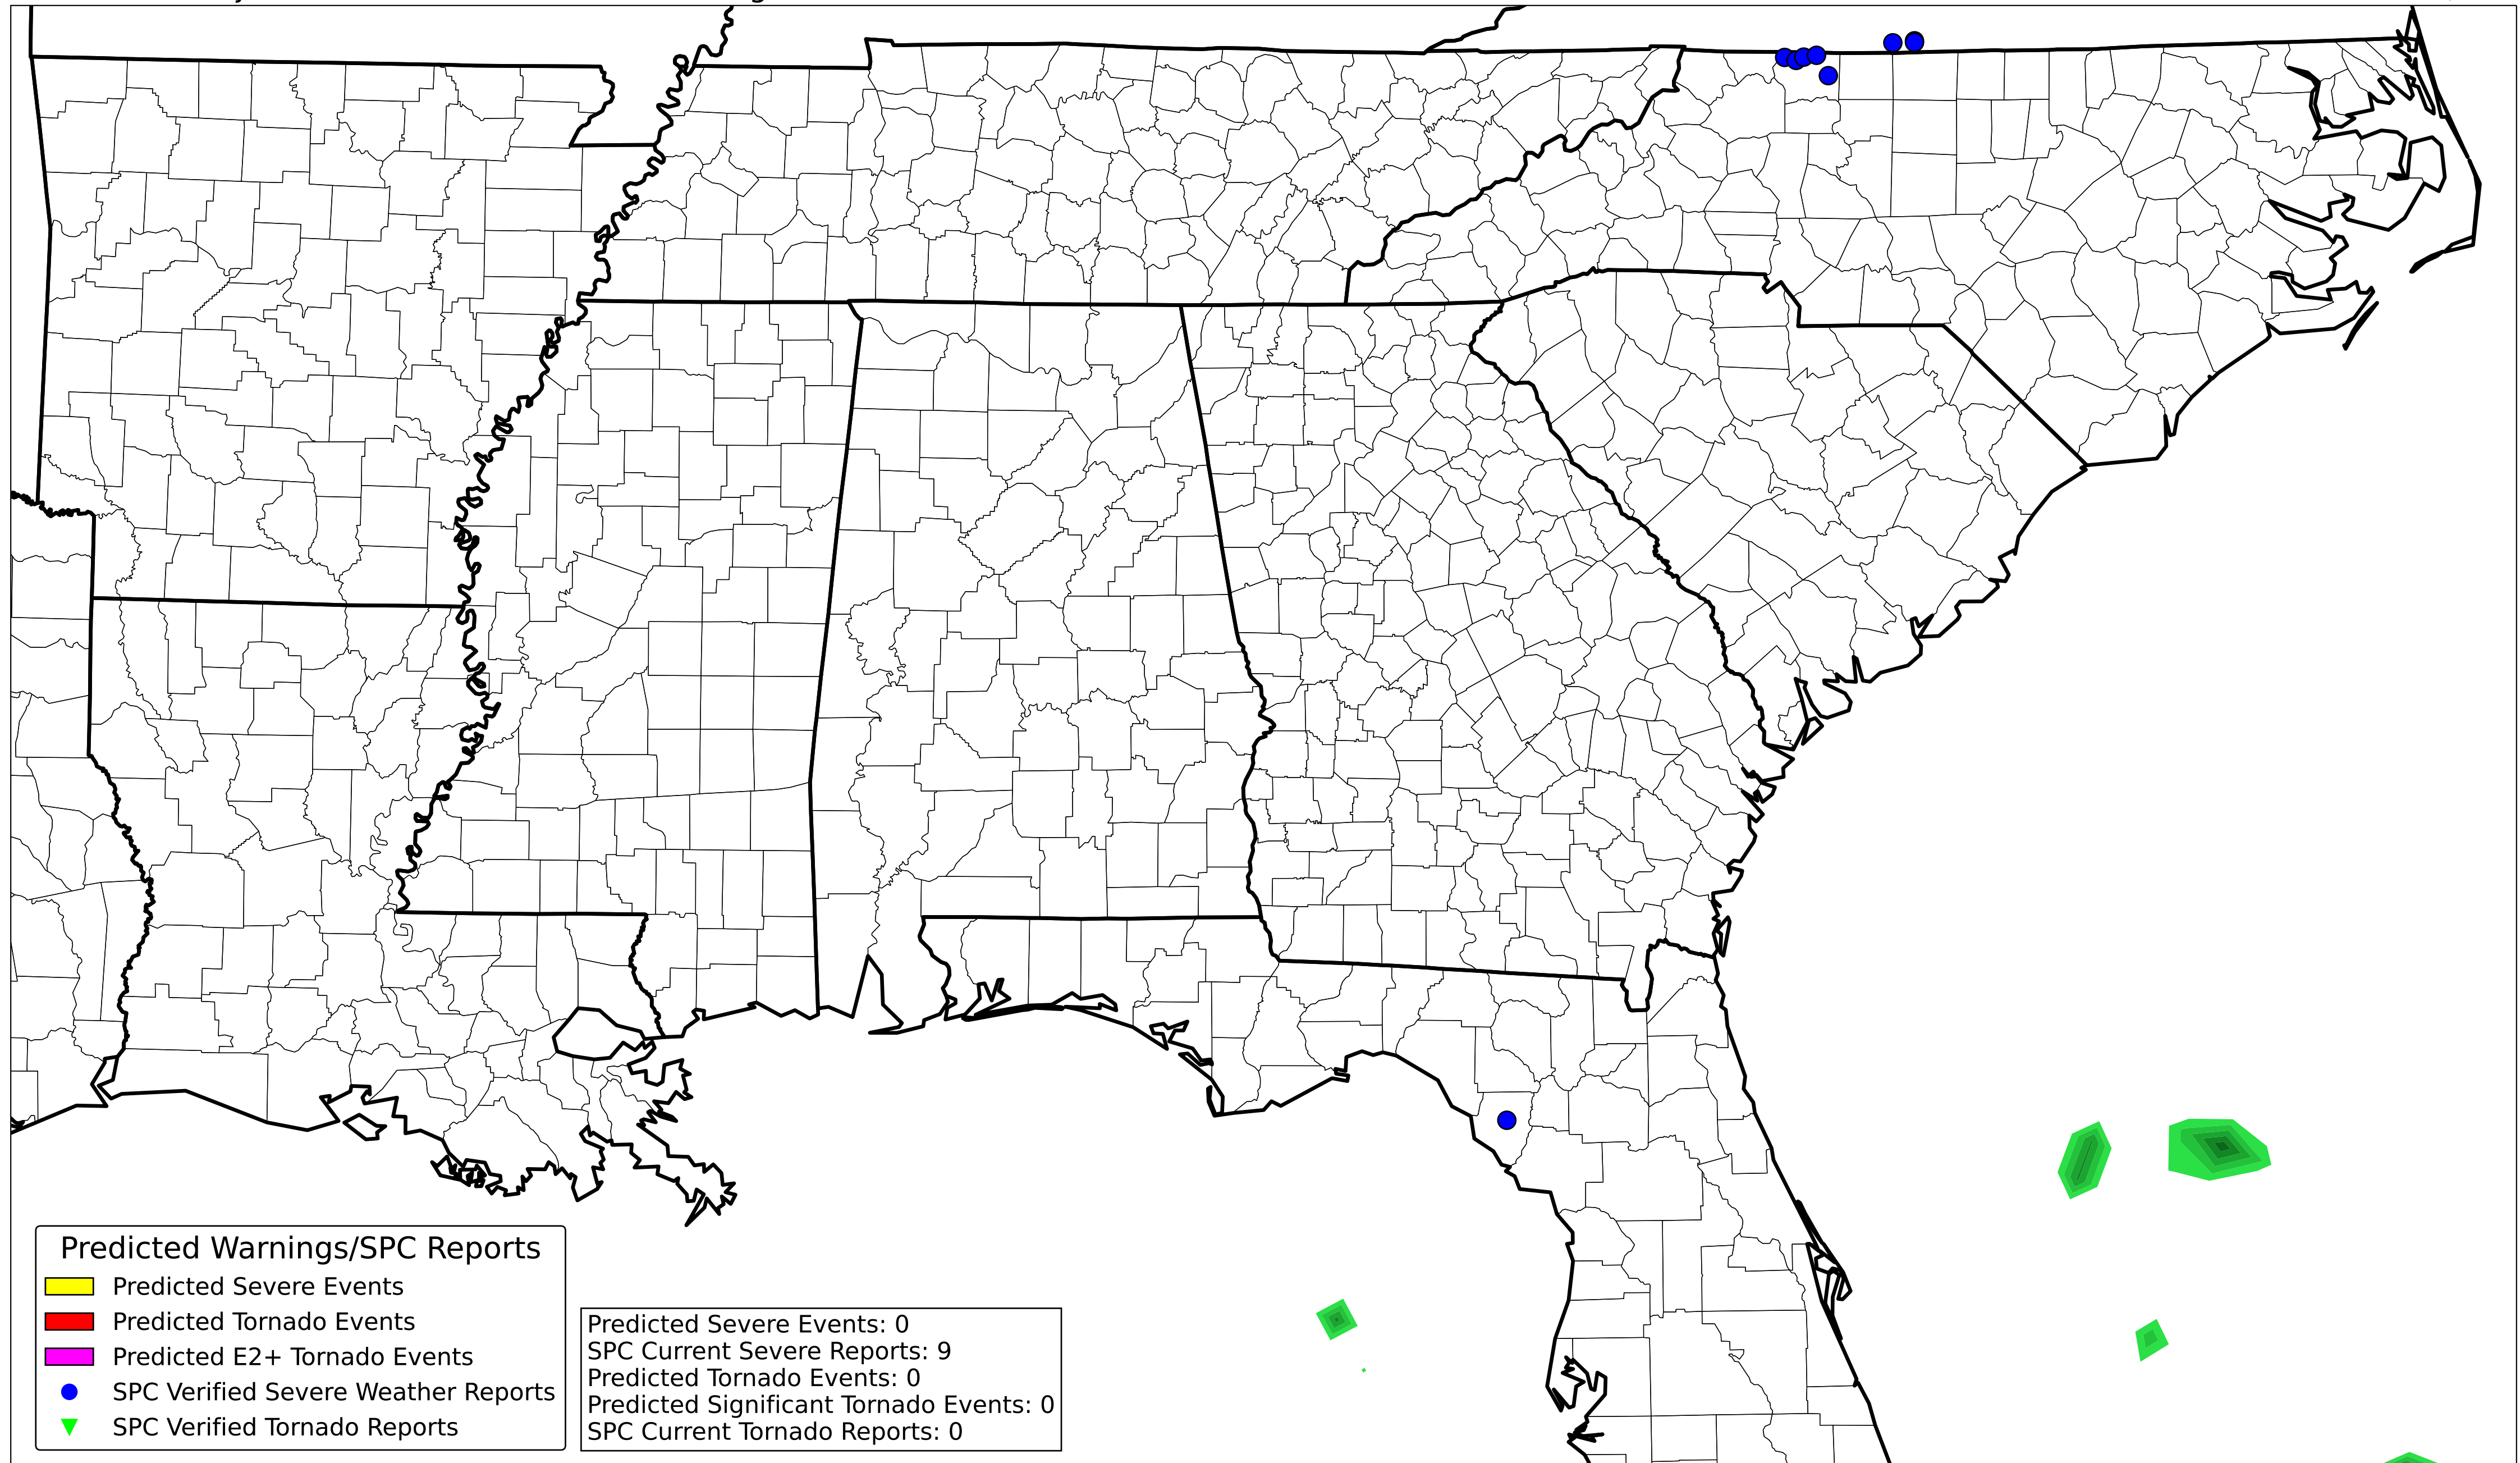 Predicted Warnings/SPC Reports
Predicted Severe Events
Predicted Tornado Events
Predicted E2+ Tornado Events
SPC Verified Severe Weather Reports
SPC Verified Tornado Reports
Predicted Severe Events: 0
SPC Current Severe Reports: 9
Predicted Tornado Events: 0
Predicted Significant Tornado Events: 0
SPC Current Tornado Reports: 0